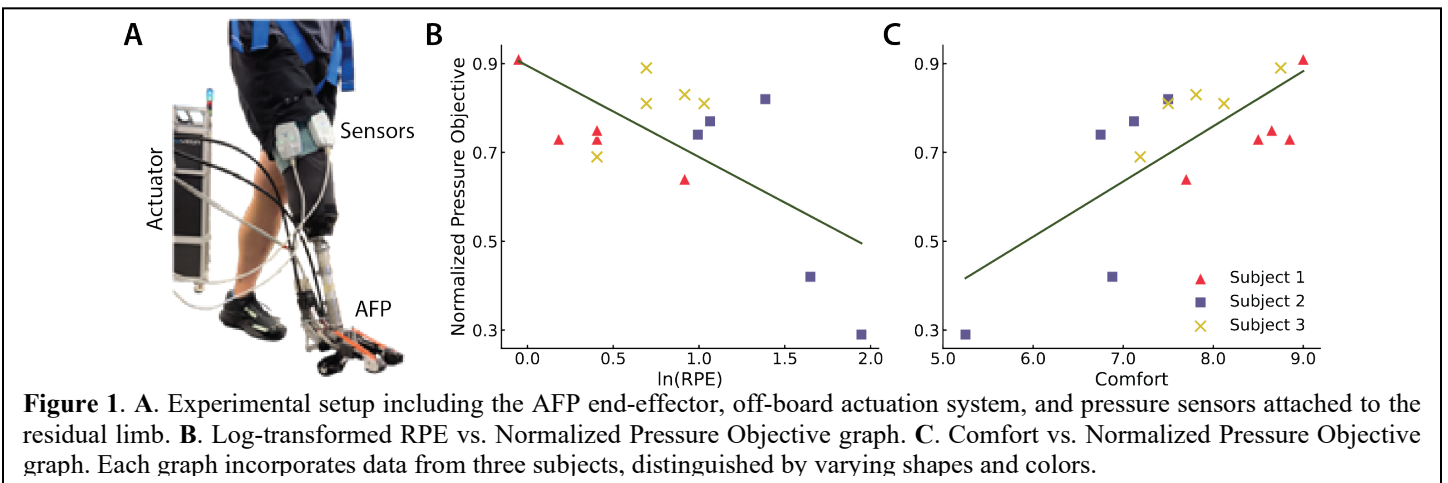 A
B
C
Sensors
Actuator
AFP
Normalized Pressure Objective
0.9
0.7
0.5
0.3
0.0
0.5
1.0
1.5
2.0
ln(RPE)
0.9
0.7
0.5
0.3
5.0
6.0
7.0
8.0
9.0
Comfort
Subject 1
Subject 2
Subject 3
Figure 1. A. Experimental setup including the AFP end-effector, off-board actuation system, and pressure sensors attached to the
residual limb. B. Log-transformed RPE vs. Normalized Pressure Objective graph. C. Comfort vs. Normalized Pressure Objective
graph. Each graph incorporates data from three subjects, distinguished by varying shapes and colors.